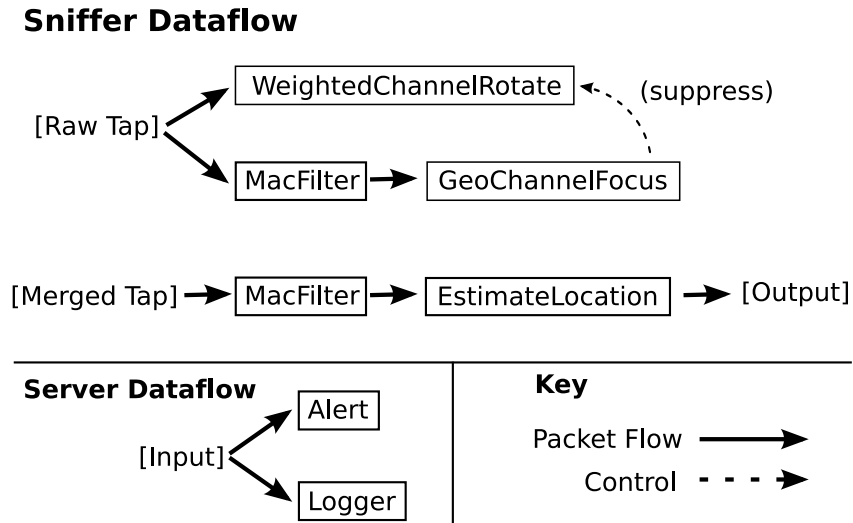 Sniffer Dataflow
WeightedChannelRotate
(suppress)
[Raw Tap]
MacFilter
GeoChannelFocus
[Merged Tap]
MacFilter
EstimateLocation
[Output]
Server Dataflow
Alert
[Input]
Logger
Key
Packet Flow
Control